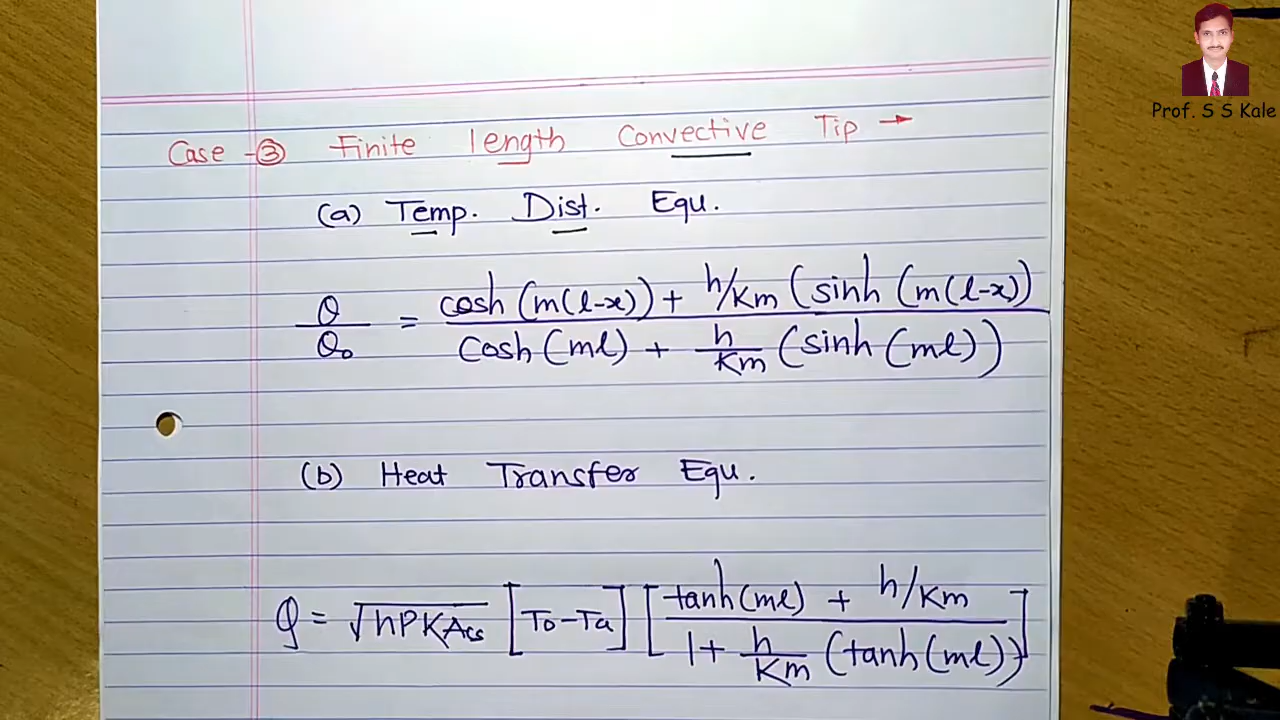 Prof. S S Kale
Case -③ Finite length Convective Tip →
(a) Temp. Dist. Equ.
θ/θ₀ = cosh(m(l-x)) + h/Km (sinh(m(l-x)) / cosh(ml) + h/Km (sinh(ml))
(b) Heat Transfer Equ.
Q = √hPKAcs [To-Ta] [tanh(ml) + h/Km / 1 + h/Km (tanh(ml))]